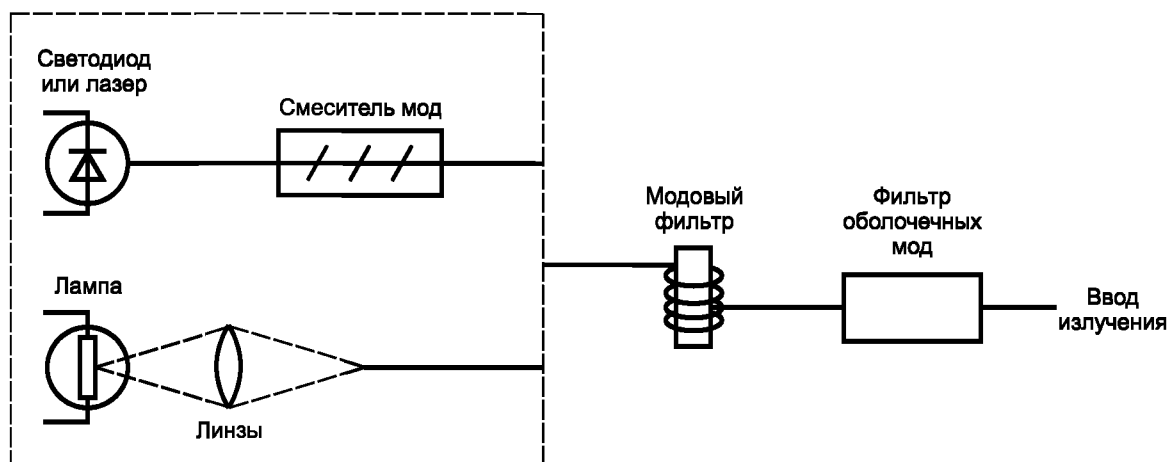 Светодиод
или лазер
Смеситель мод
Лампа
Линзы
Модовый
фильтр
Фильтр
оболочечных
мод
Ввод
излучения